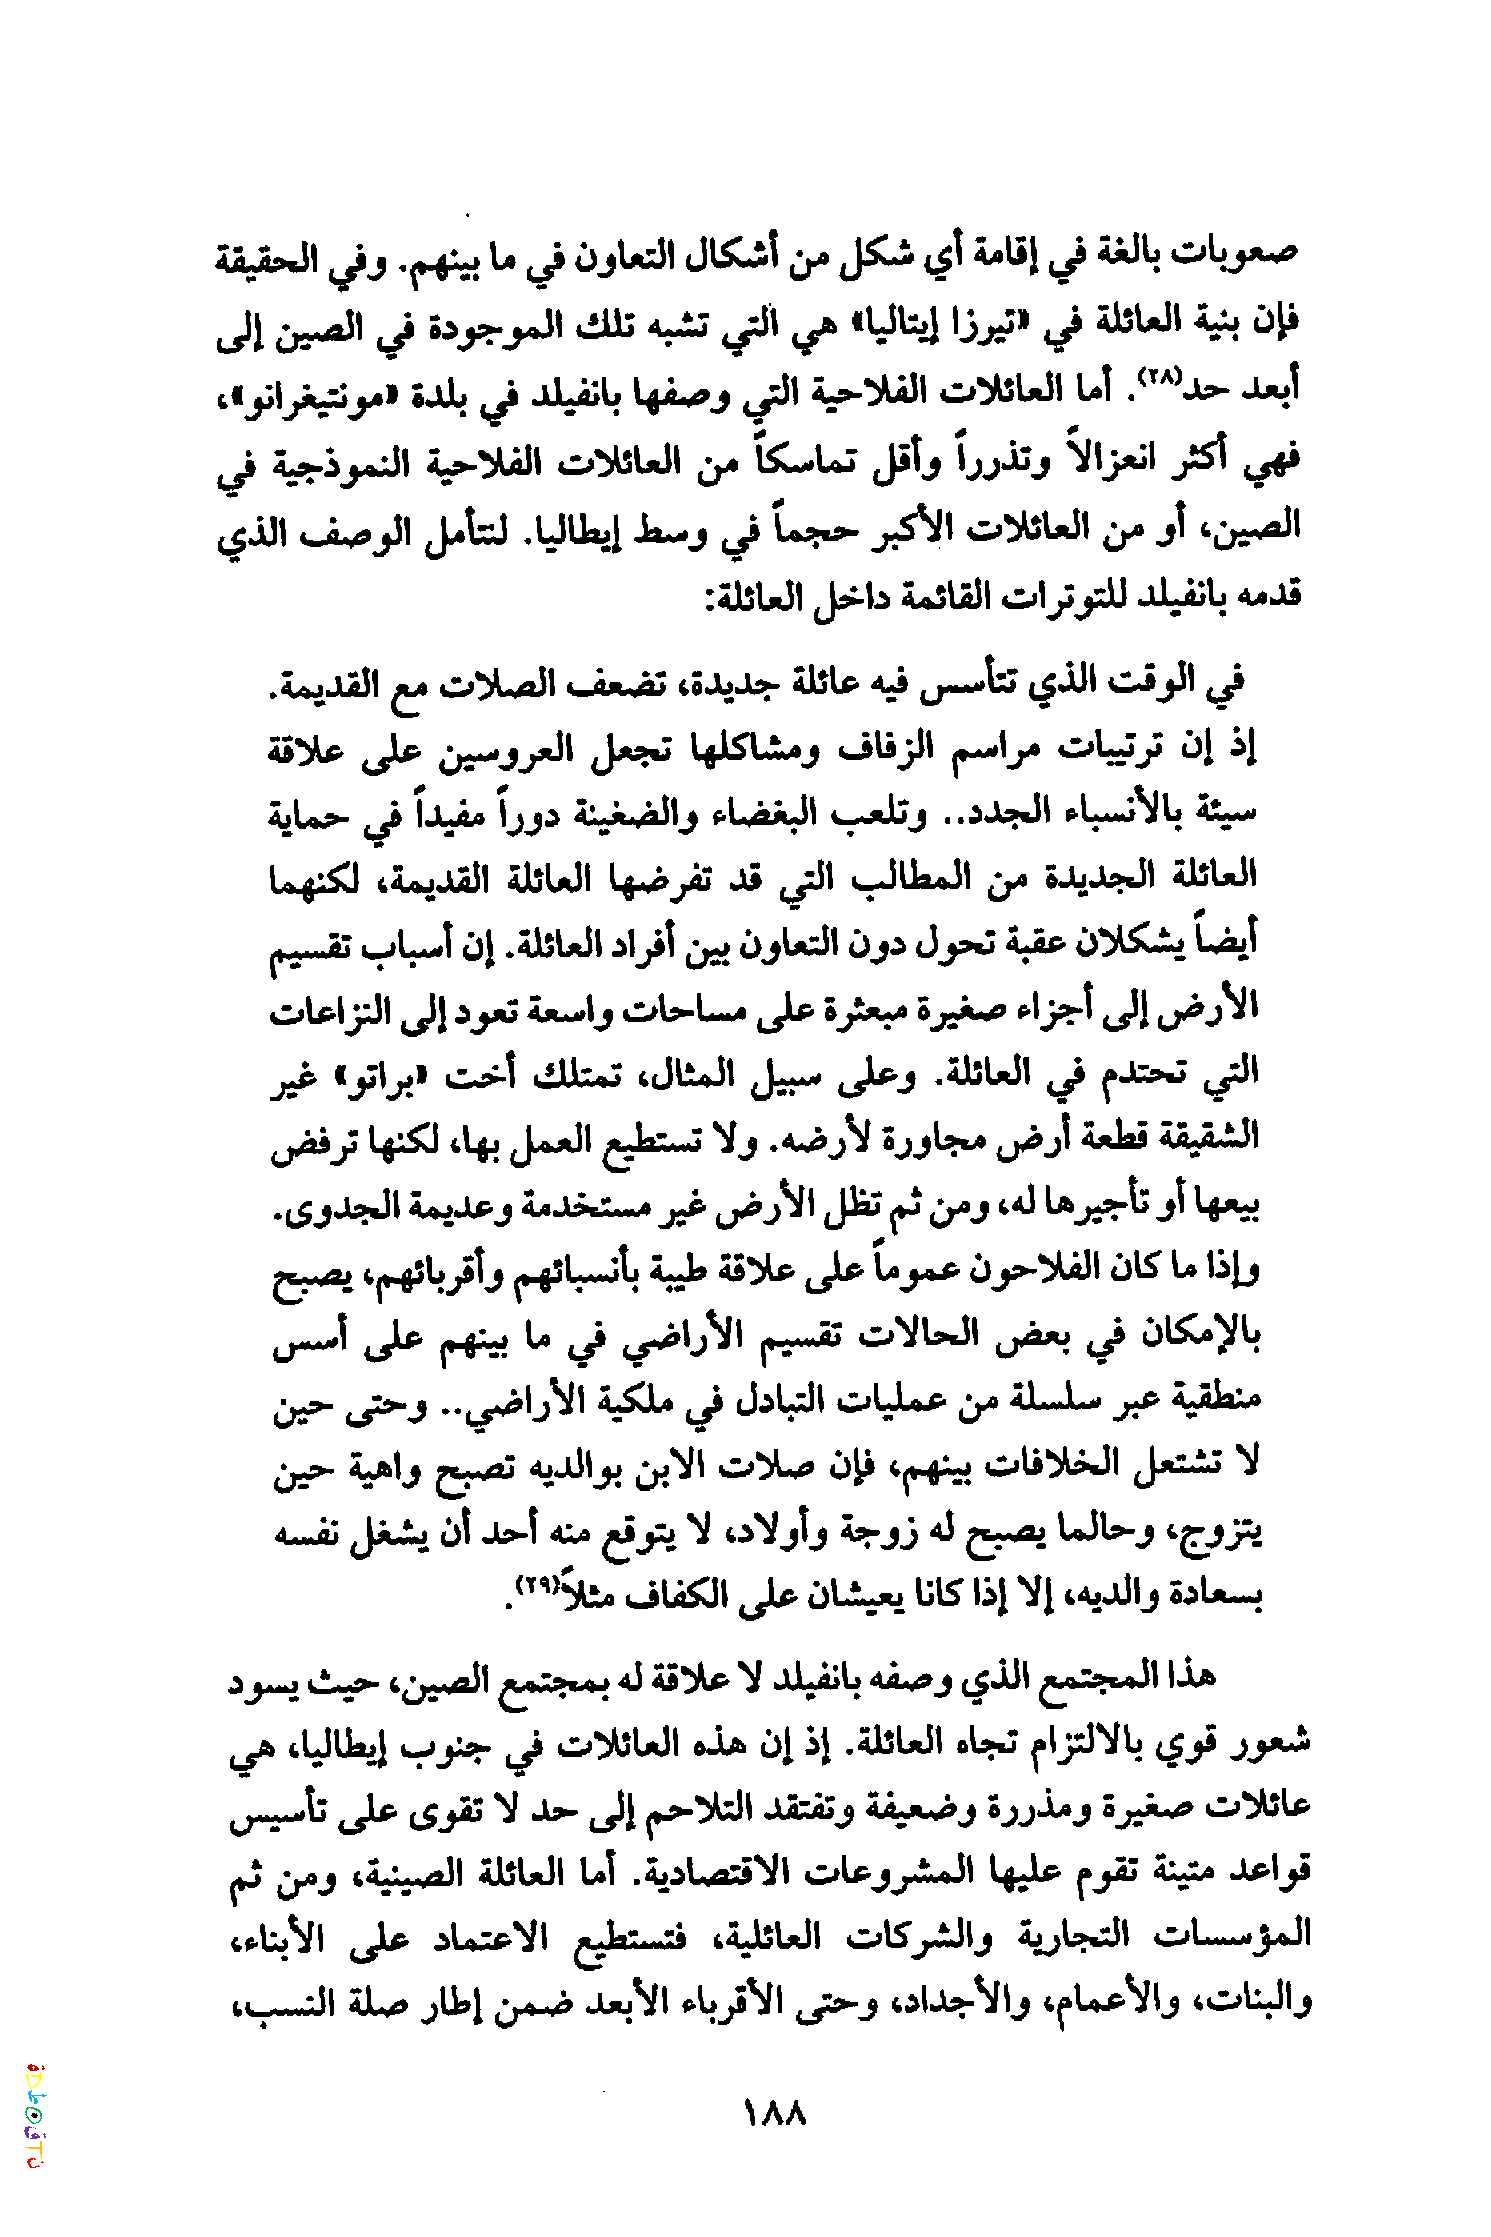 صعوبات بالغة في إقامة أي شكل من أشكال التعاون في ما بينهم. وفي الحقيقة
فإن بنية العائلة في «تيرزا إيتاليا» هي التي تشبه تلك الموجودة في الصين إلى
أبعد حد(٢٨). أما العائلات الفلاحية التي وصفها بانفيلد في بلدة «مونتيغرانو»،
فهي أكثر انعزالاً وتذرراً وأقل تماسكاً من العائلات الفلاحية النموذجية في
الصين، أو من العائلات الأكبر حجماً في وسط إيطاليا. لنتأمل الوصف الذي
قدمه بانفيلد للتوترات القائمة داخل العائلة:
في الوقت الذي تتأسس فيه عائلة جديدة، تضعف الصلات مع القديمة.
إذ إن ترتيبات مراسم الزفاف ومشاكلها تجعل العروسين على علاقة
سيئة بالأنسباء الجدد.. وتلعب البغضاء والضغينة دوراً مفيداً في حماية
العائلة الجديدة من المطالب التي قد تفرضها العائلة القديمة، لكنهما
أيضاً يشكلان عقبة تحول دون التعاون بين أفراد العائلة. إن أسباب تقسيم
الأرض إلى أجزاء صغيرة مبعثرة على مساحات واسعة تعود إلى النزاعات
التي تحتدم في العائلة. وعلى سبيل المثال، تمتلك أخت «براتو» غير
الشقيقة قطعة أرض مجاورة لأرضه. ولا تستطيع العمل بها، لكنها ترفض
بيعها أو تأجيرها له، ومن ثم تظل الأرض غير مستخدمة وعديمة الجدوى.
وإذا ما كان الفلاحون عموماً على علاقة طيبة بأنسبائهم وأقربائهم، يصبح
بالإمكان في بعض الحالات تقسيم الأراضي في ما بينهم على أسس
منطقية عبر سلسلة من عمليات التبادل في ملكية الأراضي.. وحتى حين
لا تشتعل الخلافات بينهم، فإن صلات الابن بوالديه تصبح واهية حين
يتزوج، وحالما يصبح له زوجة وأولاد، لا يتوقع منه أحد أن يشغل نفسه
بسعادة والديه، إلا إذا كانا يعيشان على الكفاف مثلاً(٢٩).
هذا المجتمع الذي وصفه بانفيلد لا علاقة له بمجتمع الصين، حيث يسود
شعور قوي بالالتزام تجاه العائلة. إذ إن هذه العائلات في جنوب إيطاليا، هي
عائلات صغيرة ومذررة وضعيفة وتفتقد التلاحم إلى حد لا تقوى على تأسيس
قواعد متينة تقوم عليها المشروعات الاقتصادية. أما العائلة الصينية، ومن ثم
المؤسسات التجارية والشركات العائلية، فتستطيع الاعتماد على الأبناء،
والبنات، والأعمام، والأجداد، وحتى الأقرباء الأبعد ضمن إطار صلة النسب،
١٨٨